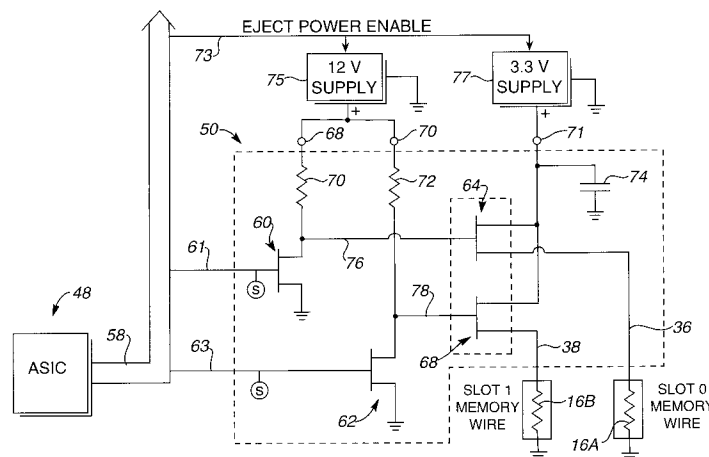 EJECT POWER ENABLE
73
75
12 V
SUPPLY
77
3.3 V
SUPPLY
+
+
50
68
70
71
70
72
64
74
60
61
76
S
48
78
58
63
68
38
36
ASIC
S
62
SLOT 1
MEMORY
WIRE
16B
16A
SLOT 0
MEMORY
WIRE